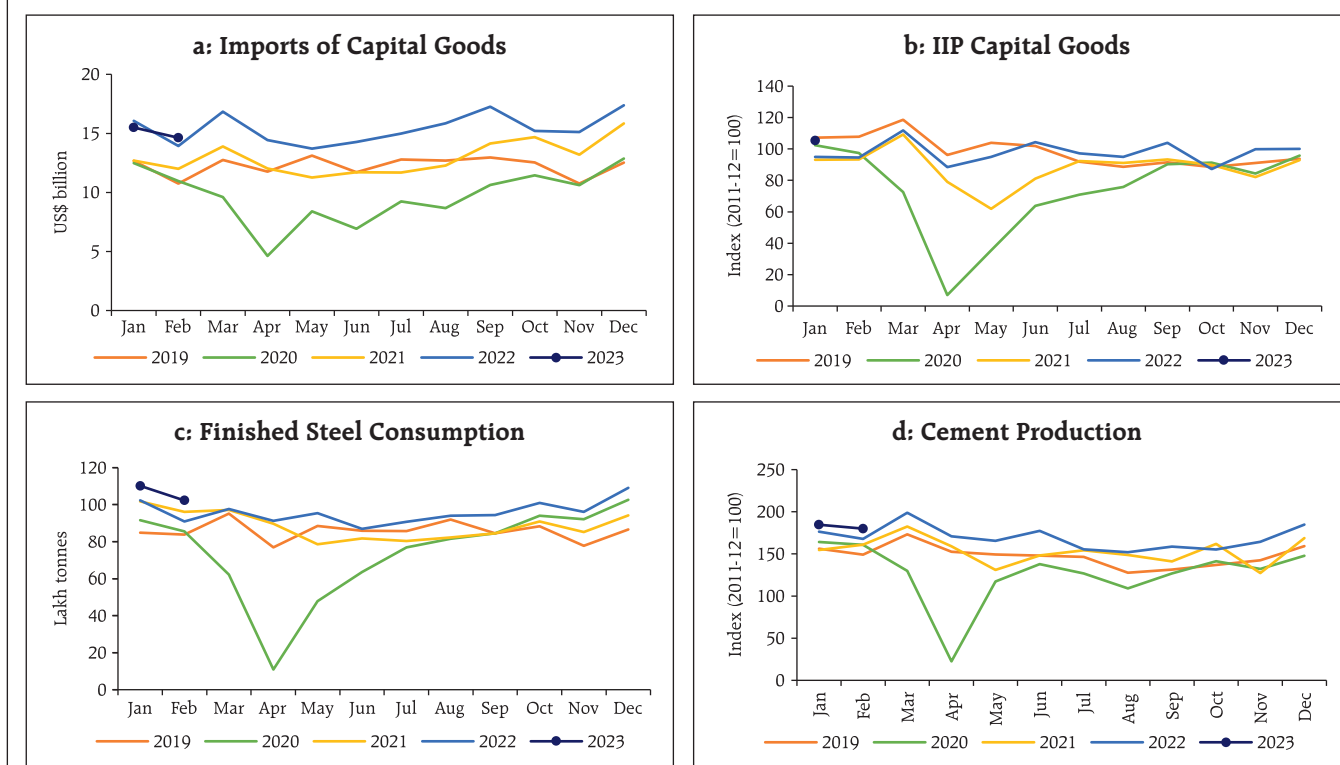 a: Imports of Capital Goods
US$ billion
20
15
10
5
0
Jan Feb Mar Apr May Jun Jul Aug Sep Oct Nov Dec
2019 2020 2021 2022 2023
b: IIP Capital Goods
Index (2011-12=100)
140
120
100
80
60
40
20
0
Jan Feb Mar Apr May Jun Jul Aug Sep Oct Nov Dec
2019 2020 2021 2022 2023
c: Finished Steel Consumption
Lakh tonnes
120
100
80
60
40
20
0
Jan Feb Mar Apr May Jun Jul Aug Sep Oct Nov Dec
2019 2020 2021 2022 2023
d: Cement Production
Index (2011-12=100)
250
200
150
100
50
0
Jan Feb Mar Apr May Jun Jul Aug Sep Oct Nov Dec
2019 2020 2021 2022 2023